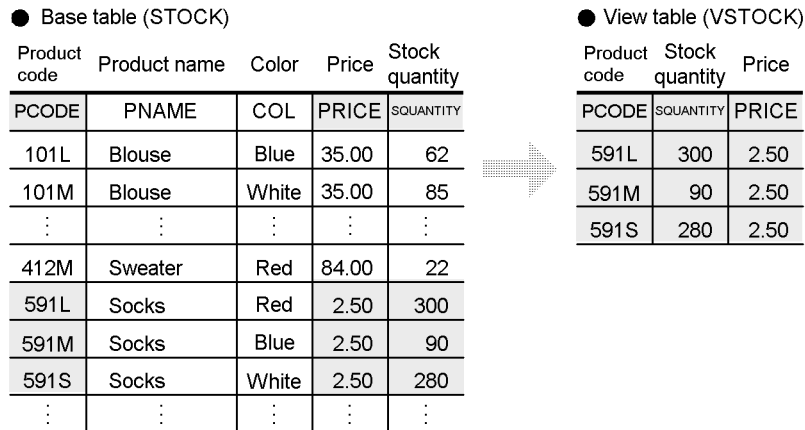 ● Base table (STOCK)
Product code Product name Color Price Stock quantity
PCODE PNAME COL PRICE SQUANTITY
101L Blouse Blue 35.00 62
101M Blouse White 35.00 85
⋮ ⋮ ⋮ ⋮ ⋮
412M Sweater Red 84.00 22
591L Socks Red 2.50 300
591M Socks Blue 2.50 90
591S Socks White 2.50 280
⋮ ⋮ ⋮ ⋮ ⋮
● View table (VSTOCK)
Product code Stock quantity Price
PCODE SQUANTITY PRICE
591L 300 2.50
591M 90 2.50
591S 280 2.50